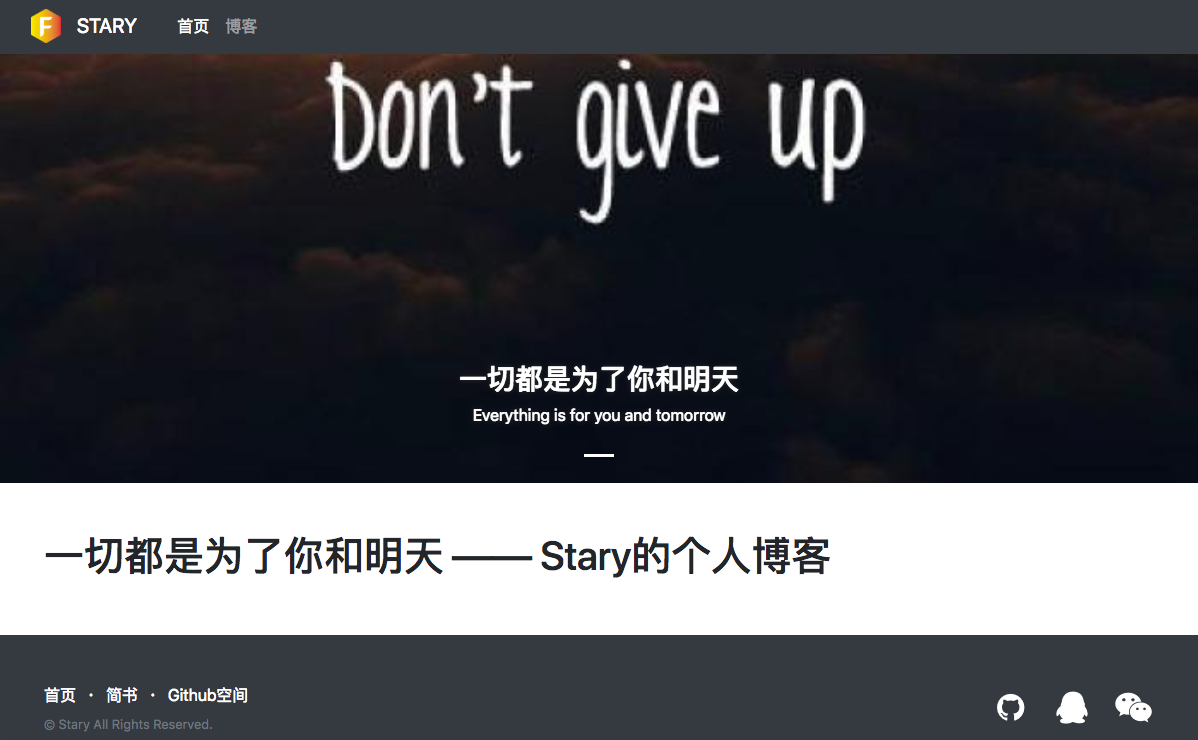 F STARY 首页 博客
Don't give up
一切都是为了你和明天
Everything is for you and tomorrow
一切都是为了你和明天 —— Stary的个人博客
首页 · 简书 · Github空间
© Stary All Rights Reserved.